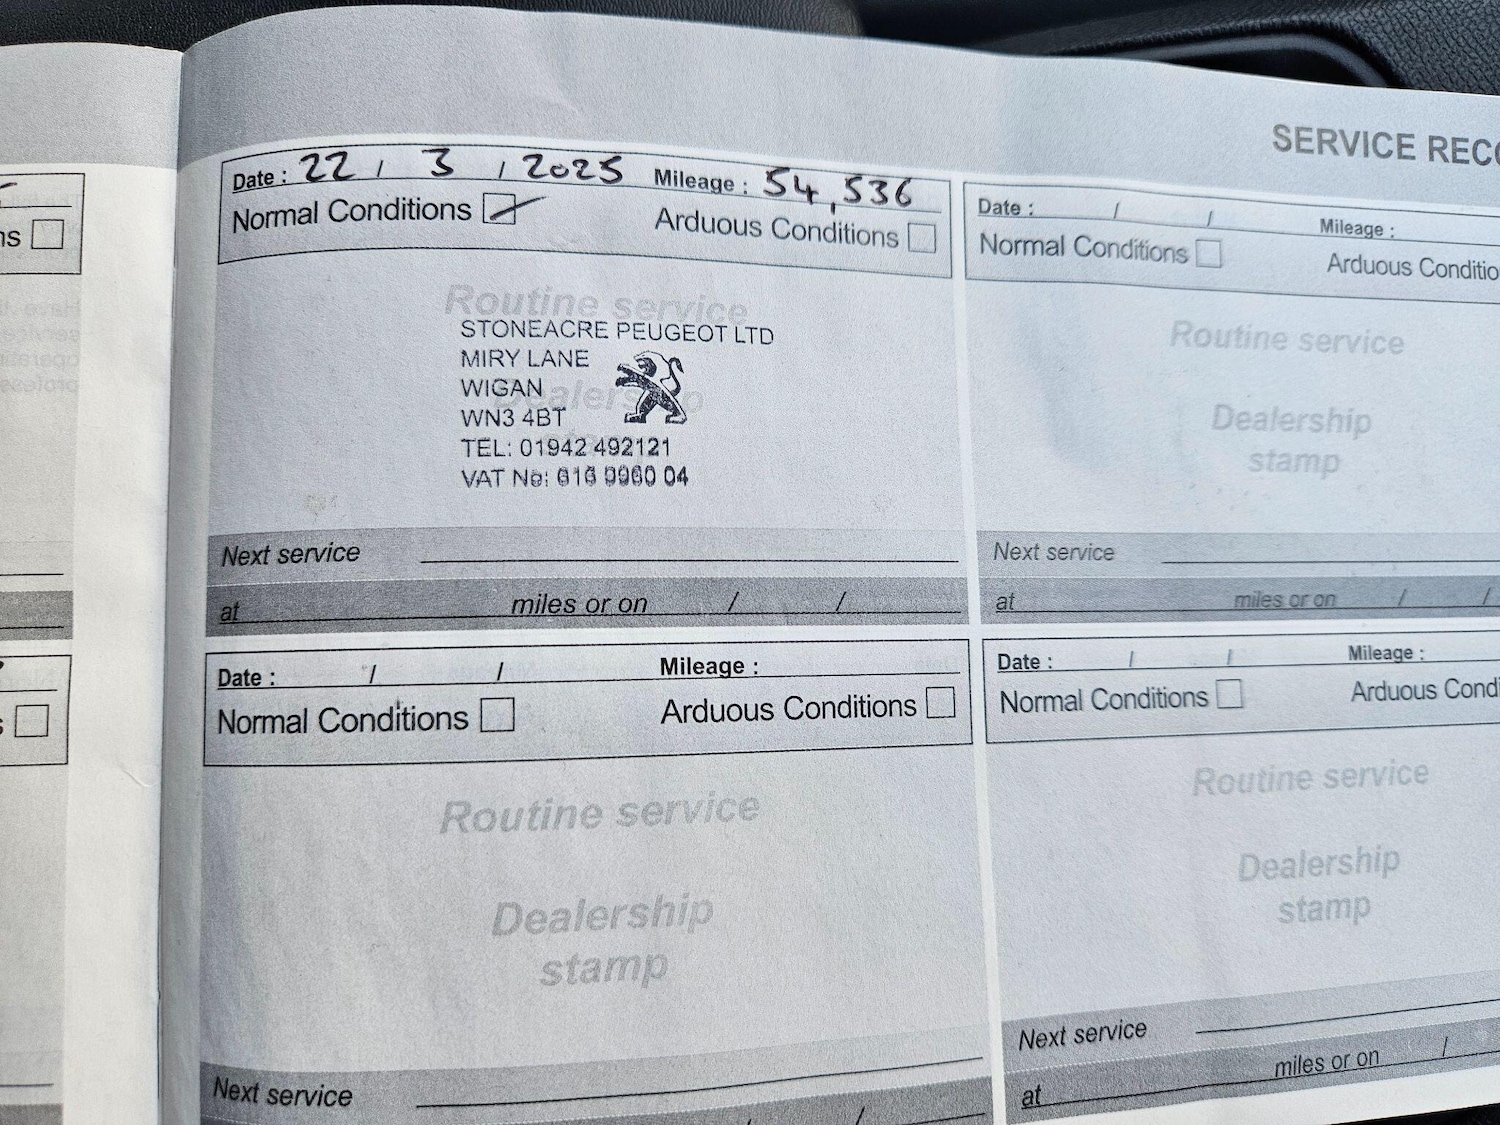 SERVICE RECO
Date : 22 / 3 / 2025 Mileage : 54,536
Normal Conditions Arduous Conditions
Routine service
STONEACRE PEUGEOT LTD
MIRY LANE
WIGAN
Dealership
WN3 4BT
TEL: 01942 492121
VAT No: 616 0060 04
Next service
at miles or on / /
Date : / / Mileage :
Normal Conditions Arduous Conditio
Routine service
Dealership
stamp
Next service
at miles or on / /
Date : / / Mileage :
Normal Conditions Arduous Conditions
Routine service
Dealership
stamp
Next service
/
Date : / / Mileage :
Normal Conditions Arduous Condi
Routine service
Dealership
stamp
Next service
at miles or on /